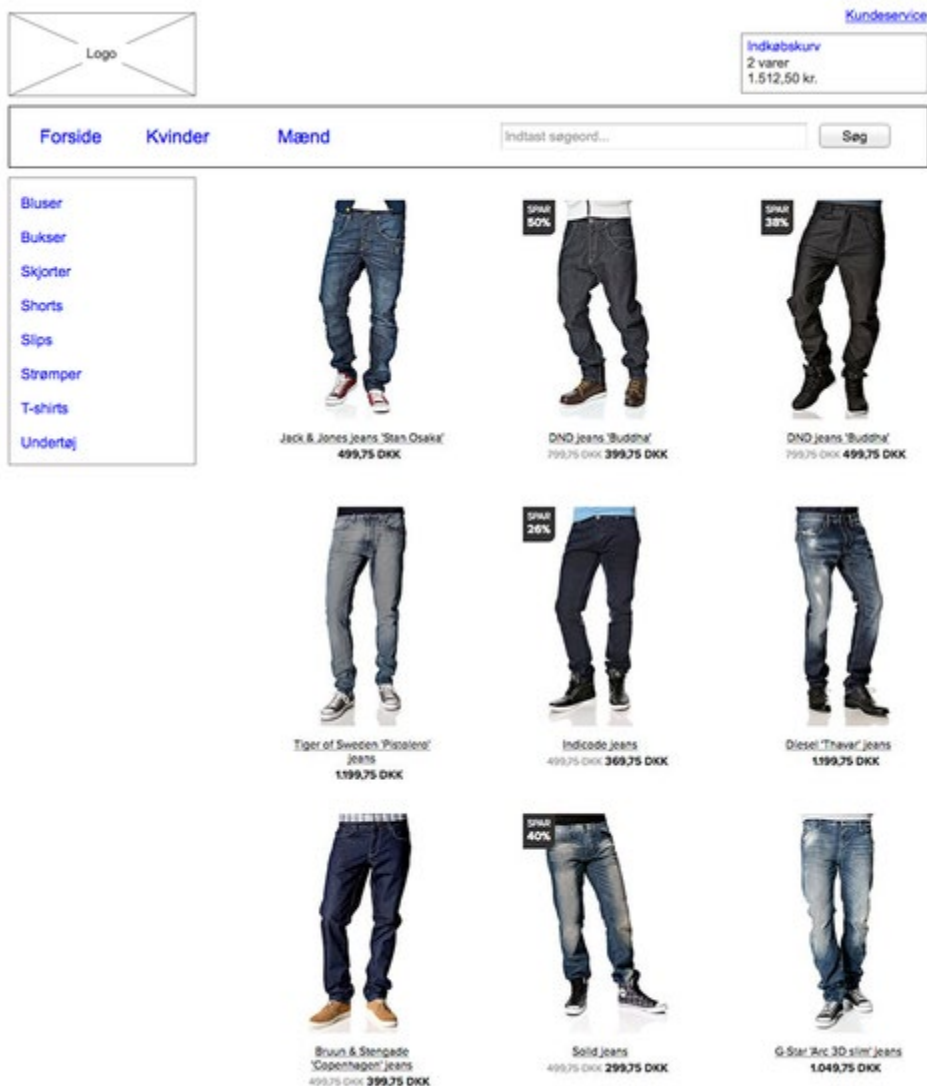 Kundeservice
Logo
Indkøbskurv
2 varer
1.512,50 kr.
Forside Kvinder Mænd Indtast søgeord... Søg
Bluser
Bukser
Skjorter
Shorts
Slips
Strømper
T-shirts
Undertøj
SPAR
50%
SPAR
38%
Jack & Jones jeans 'Stan Osaka'
499,75 DKK
DND jeans 'Buddha'
799,75 DKK 399,75 DKK
DND jeans 'Buddha'
799,75 DKK 499,75 DKK
SPAR
26%
Tiger of Sweden 'Pistolero'
jeans
1.199,75 DKK
Indicode jeans
499,75 DKK 369,75 DKK
Diesel 'Thavar' jeans
1.199,75 DKK
SPAR
40%
Bruun & Stengade
'Copenhagen' jeans
499,75 DKK 399,75 DKK
Solid jeans
499,75 DKK 299,75 DKK
G-Star 'Arc 3D slim' jeans
1.049,75 DKK